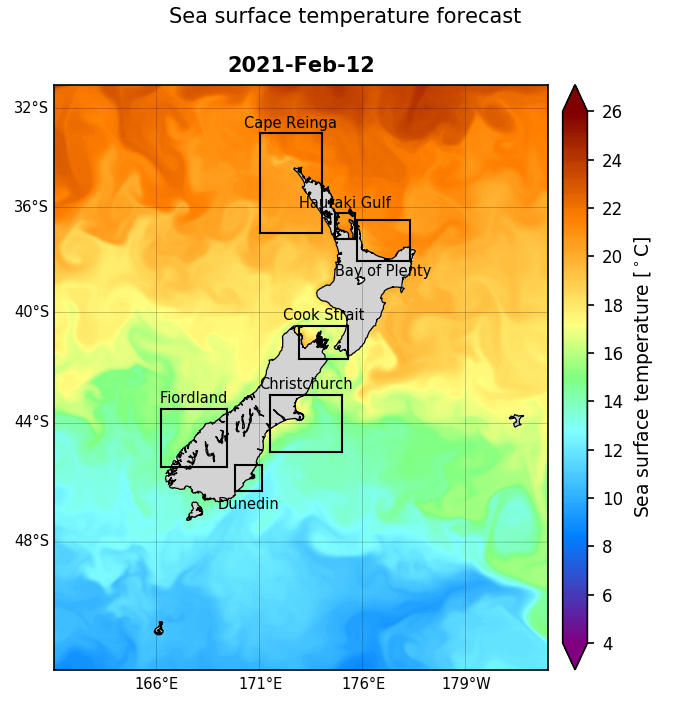 Sea surface temperature forecast
2021-Feb-12
32°S
36°S
40°S
44°S
48°S
Cape Reinga
Hauraki Gulf
Bay of Plenty
Cook Strait
Christchurch
Fiordland
Dunedin
166°E
171°E
176°E
179°W
26
24
22
20
18
16
14
12
10
8
6
4
Sea surface temperature [°C]